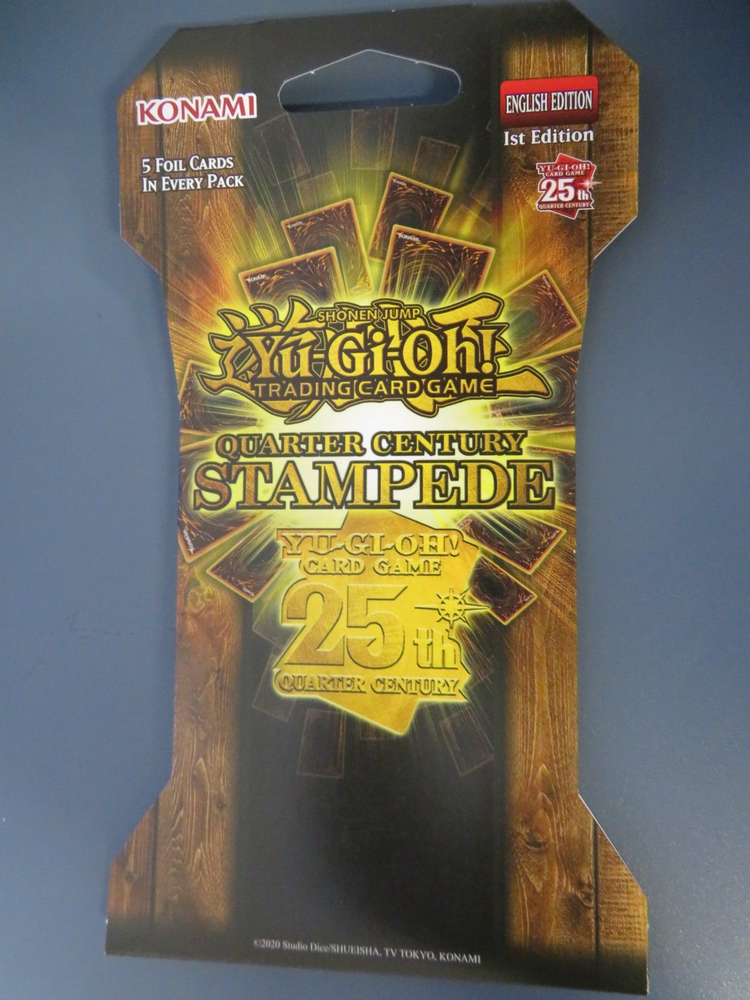 KONAMI
ENGLISH EDITION
1st Edition
5 FOIL CARDS
IN EVERY PACK
YU-GI-OH!
CARD GAME
25th
QUARTER CENTURY
KONAMI
KONAMI
SHONEN JUMP
Yu-Gi-Oh!
TRADING CARD GAME
QUARTER CENTURY
STAMPEDE
YU-GI-OH!
CARD GAME
25th
QUARTER CENTURY
©2020 Studio Dice/SHUEISHA, TV TOKYO, KONAMI